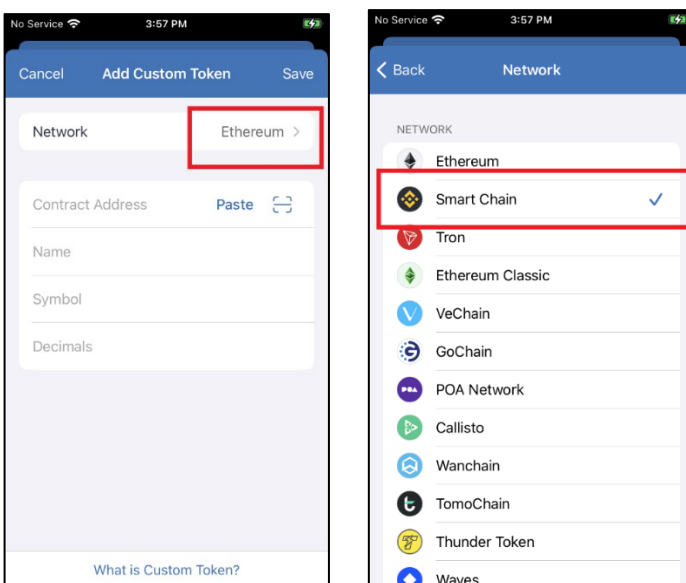 No Service 3:57 PM
Cancel Add Custom Token Save
Network Ethereum
Contract Address Paste
Name
Symbol
Decimals
What is Custom Token?
No Service 3:57 PM
Back Network
NETWORK
Ethereum
Smart Chain
Tron
Ethereum Classic
VeChain
GoChain
POA Network
Callisto
Wanchain
TomoChain
Thunder Token
Waves